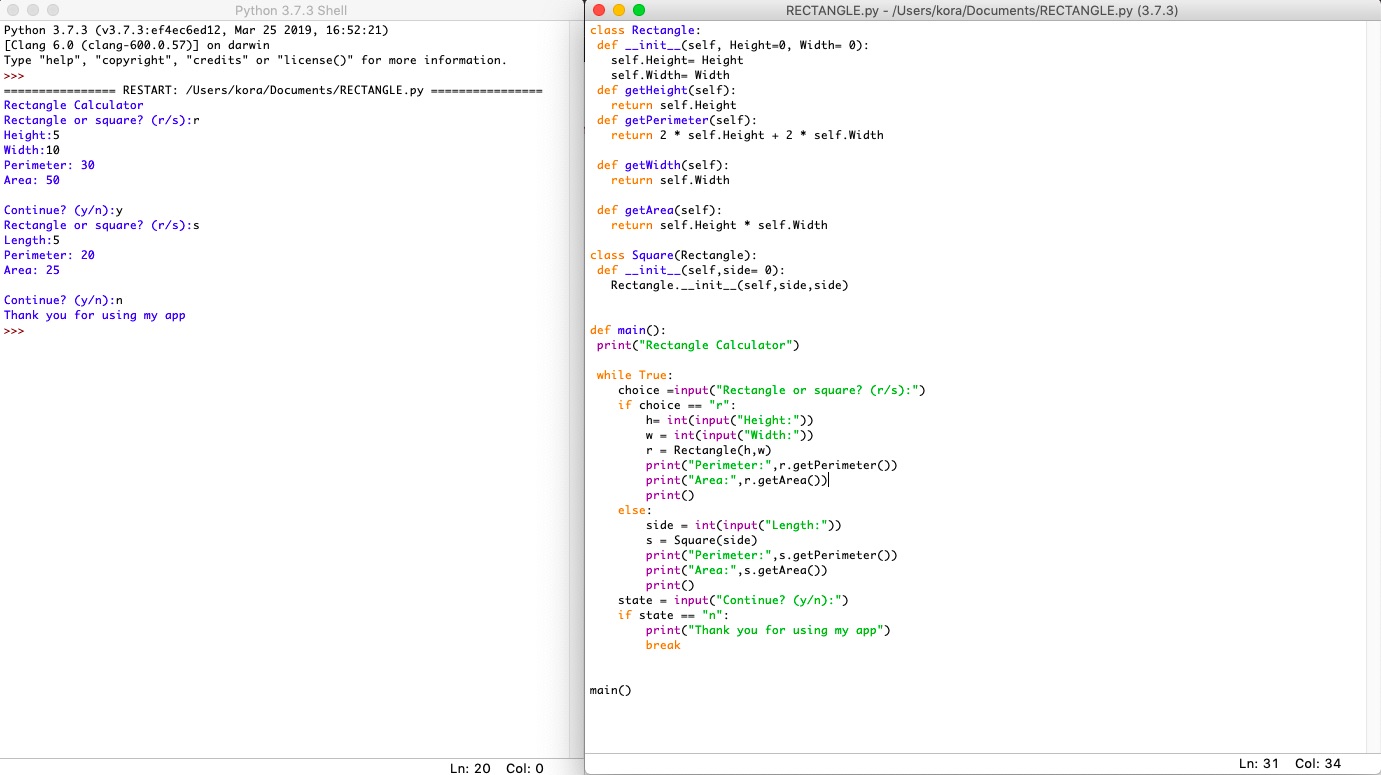 Python 3.7.3 Shell
Python 3.7.3 (v3.7.3:ef4ec6ed12, Mar 25 2019, 16:52:21)
[Clang 6.0 (clang-600.0.57)] on darwin
Type "help", "copyright", "credits" or "license()" for more information.
>>>
================ RESTART: /Users/kora/Documents/RECTANGLE.py ================
Rectangle Calculator
Rectangle or square? (r/s):r
Height:5
Width:10
Perimeter: 30
Area: 50

Continue? (y/n):y
Rectangle or square? (r/s):s
Length:5
Perimeter: 20
Area: 25

Continue? (y/n):n
Thank you for using my app
>>>
Ln: 20 Col: 0
RECTANGLE.py - /Users/kora/Documents/RECTANGLE.py (3.7.3)
class Rectangle:
 def __init__(self, Height=0, Width= 0):
   self.Height= Height
   self.Width= Width
 def getHeight(self):
   return self.Height
 def getPerimeter(self):
   return 2 * self.Height + 2 * self.Width

 def getWidth(self):
   return self.Width

 def getArea(self):
   return self.Height * self.Width

class Square(Rectangle):
 def __init__(self,side= 0):
   Rectangle.__init__(self,side,side)


def main():
 print("Rectangle Calculator")

 while True:
    choice =input("Rectangle or square? (r/s):")
    if choice == "r":
        h= int(input("Height:"))
        w = int(input("Width:"))
        r = Rectangle(h,w)
        print("Perimeter:",r.getPerimeter())
        print("Area:",r.getArea())
        print()
    else:
        side = int(input("Length:"))
        s = Square(side)
        print("Perimeter:",s.getPerimeter())
        print("Area:",s.getArea())
        print()
    state = input("Continue? (y/n):")
    if state == "n":
        print("Thank you for using my app")
        break


main()
Ln: 31 Col: 34